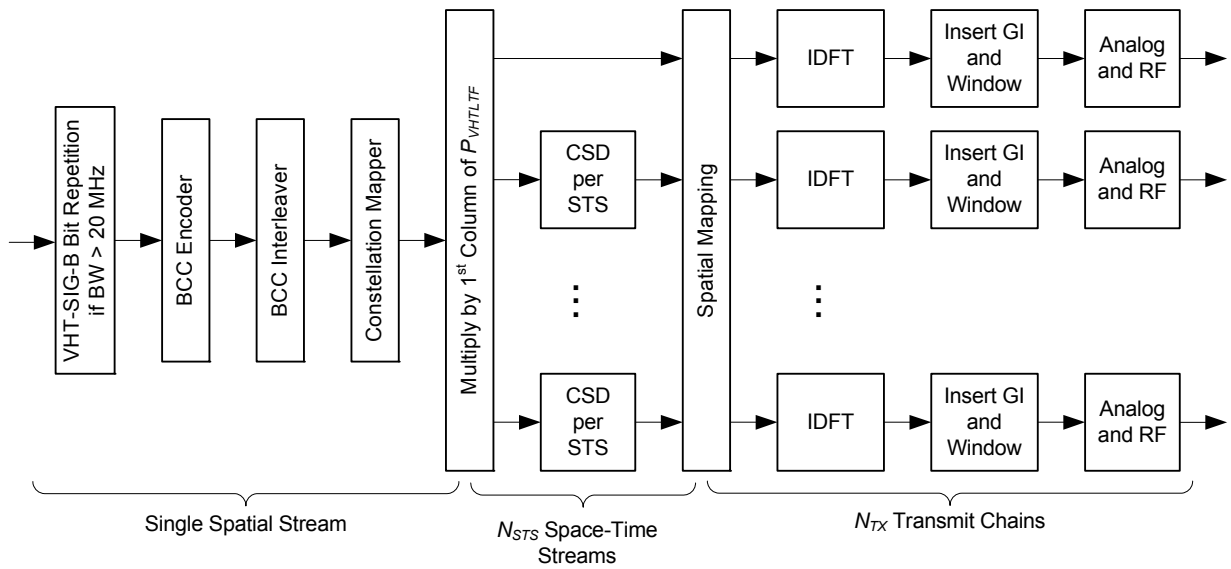 VHT-SIG-B Bit Repetition
if BW > 20 MHz
BCC Encoder
BCC Interleaver
Constellation Mapper
Multiply by 1st Column of PVHTLTF
CSD
per
STS
CSD
per
STS
Spatial Mapping
IDFT
Insert GI
and
Window
Analog
and RF
IDFT
Insert GI
and
Window
Analog
and RF
IDFT
Insert GI
and
Window
Analog
and RF
Single Spatial Stream
NSTS Space-Time
Streams
NTX Transmit Chains